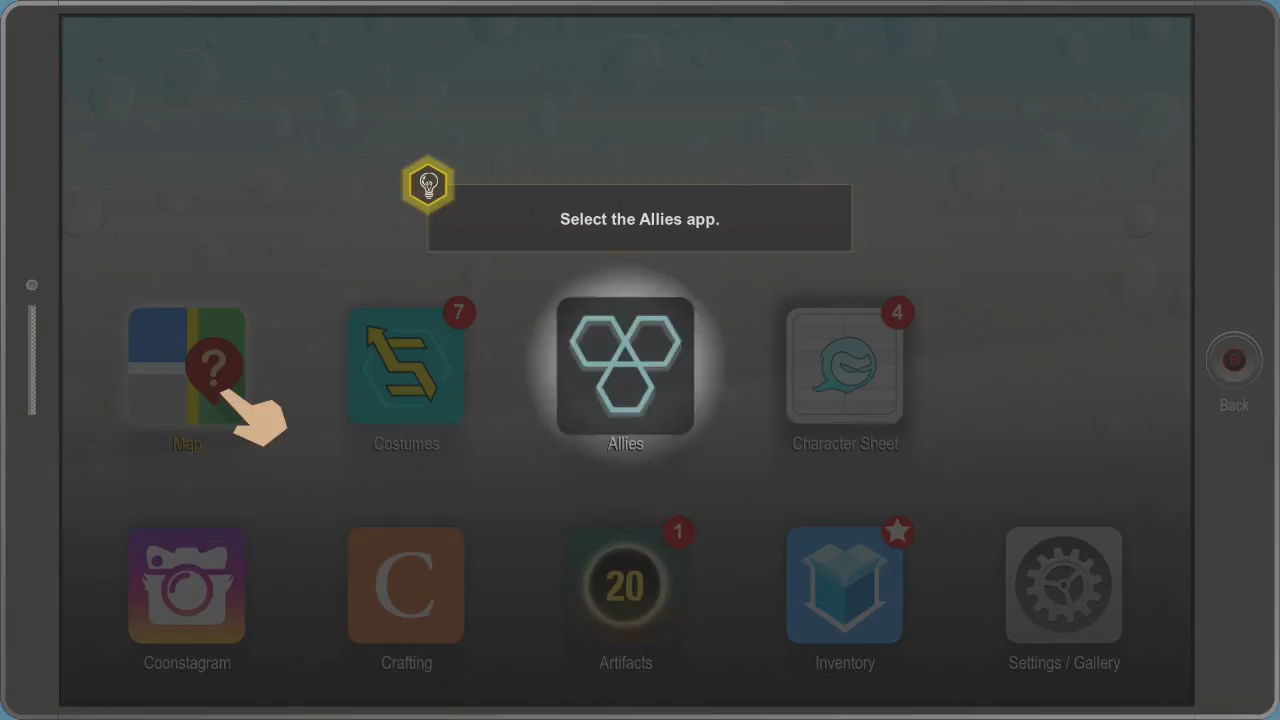 Select the Allies app.
7
4
?
Map
Costumes
Allies
Character Sheet
Back
1
C
20
Coonstagram
Crafting
Artifacts
Inventory
Settings / Gallery